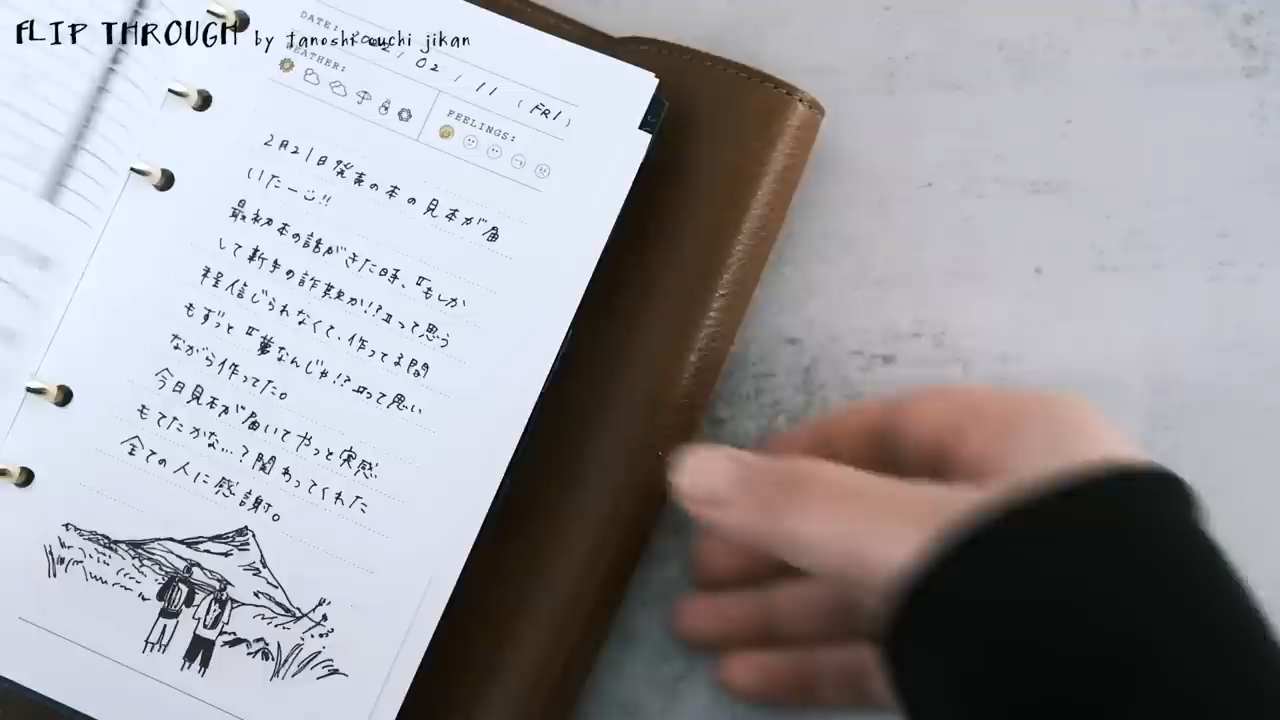 FLIP THROUGH by tanoshi ouchi jikan
DATE: 2022, 02, 11 (FRI)
WEATHER:
FEELINGS:
2月21日発売の本の見本が届
いたー!!
最初本の話がきた時、"もしか
して新手の詐欺か!?"って思う
程信じられなくて、作ってる間
もずっと"夢なんじゃ!?"って思い
ながら作ってた。
今日見本が届いてやっと実感
もてたかな...?関わってくれた
全ての人に感謝。